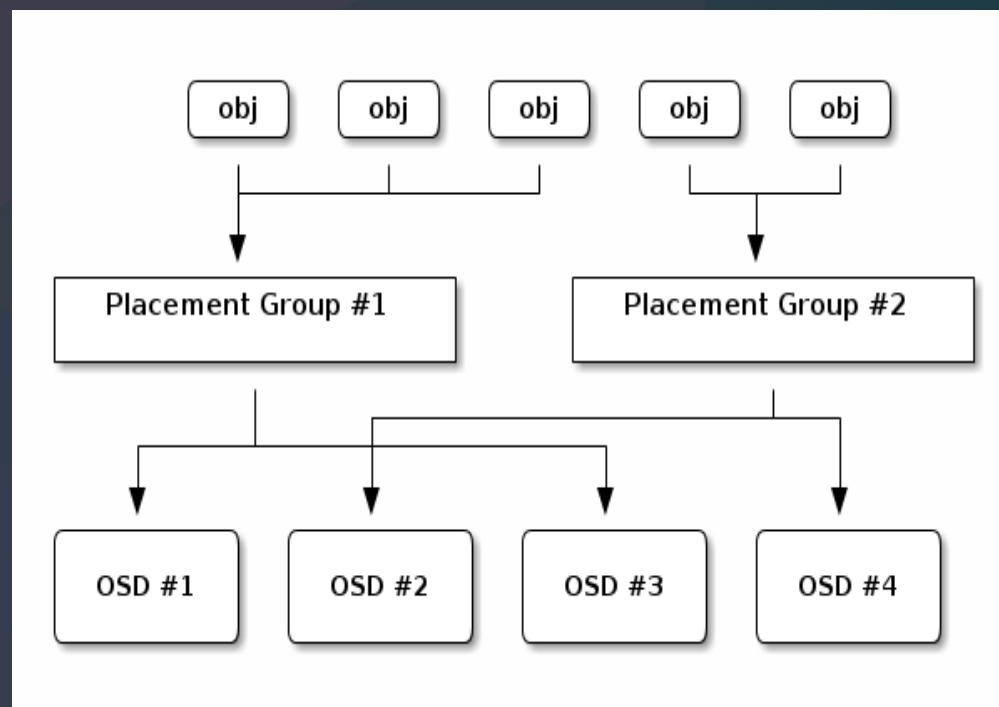 obj
obj
obj
obj
obj
Placement Group #1
Placement Group #2
OSD #1
OSD #2
OSD #3
OSD #4